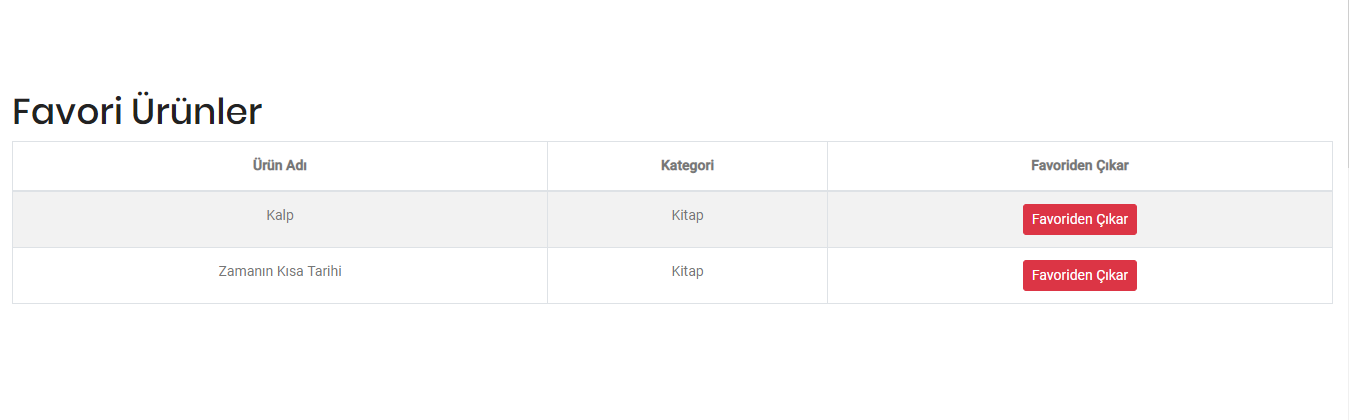 Favori Ürünler
Ürün Adı Kategori Favoriden Çıkar
Kalp Kitap Favoriden Çıkar
Zamanın Kısa Tarihi Kitap Favoriden Çıkar